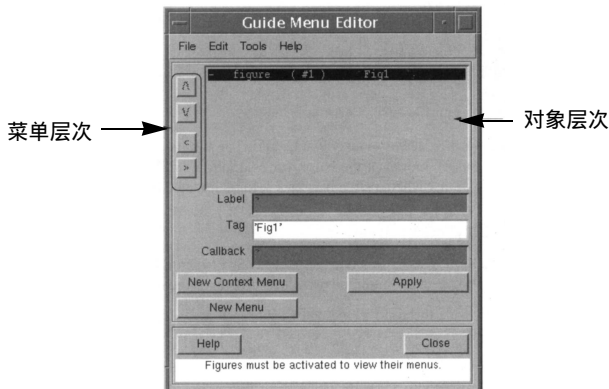 Guide Menu Editor
File Edit Tools Help
- figure ( #1 ) 'Fig1'
Λ
V
<
>
菜单层次
对象层次
Label
Tag 'Fig1'
Callback
New Context Menu Apply
New Menu
Help Close
Figures must be activated to view their menus.